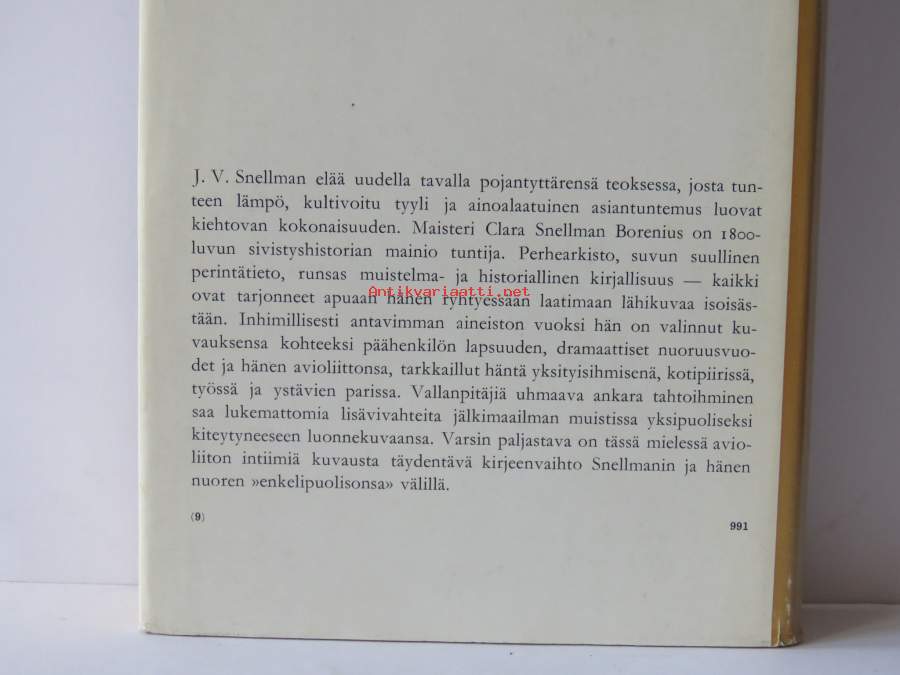 J. V. Snellman elää uudella tavalla pojantyttärensä teoksessa, josta tun-
teen lämpö, kultivoitu tyyli ja ainoalaatuinen asiantuntemus luovat
kiehtovan kokonaisuuden. Maisteri Clara Snellman Borenius on 1800-
luvun sivistyshistorian mainio tuntija. Perhearkisto, suvun suullinen
perintätieto, runsas muistelma- ja historiallinen kirjallisuus — kaikki
Antikvariaatti.net
ovat tarjonneet apuaan hänen ryhtyessään laatimaan lähikuvaa isoisäs-
tään. Inhimillisesti antavimman aineiston vuoksi hän on valinnut ku-
vauksensa kohteeksi päähenkilön lapsuuden, dramaattiset nuoruusvuo-
det ja hänen avioliittonsa, tarkkaillut häntä yksityisihmisenä, kotipiirissä,
työssä ja ystävien parissa. Vallanpitäjiä uhmaava ankara tahtoihminen
saa lukemattomia lisävivahteita jälkimaailman muistissa yksipuoliseksi
kiteytyneeseen luonnekuvaansa. Varsin paljastava on tässä mielessä avio-
liiton intiimiä kuvausta täydentävä kirjeenvaihto Snellmanin ja hänen
nuoren »enkelipuolisonsa» välillä.
(9)
991